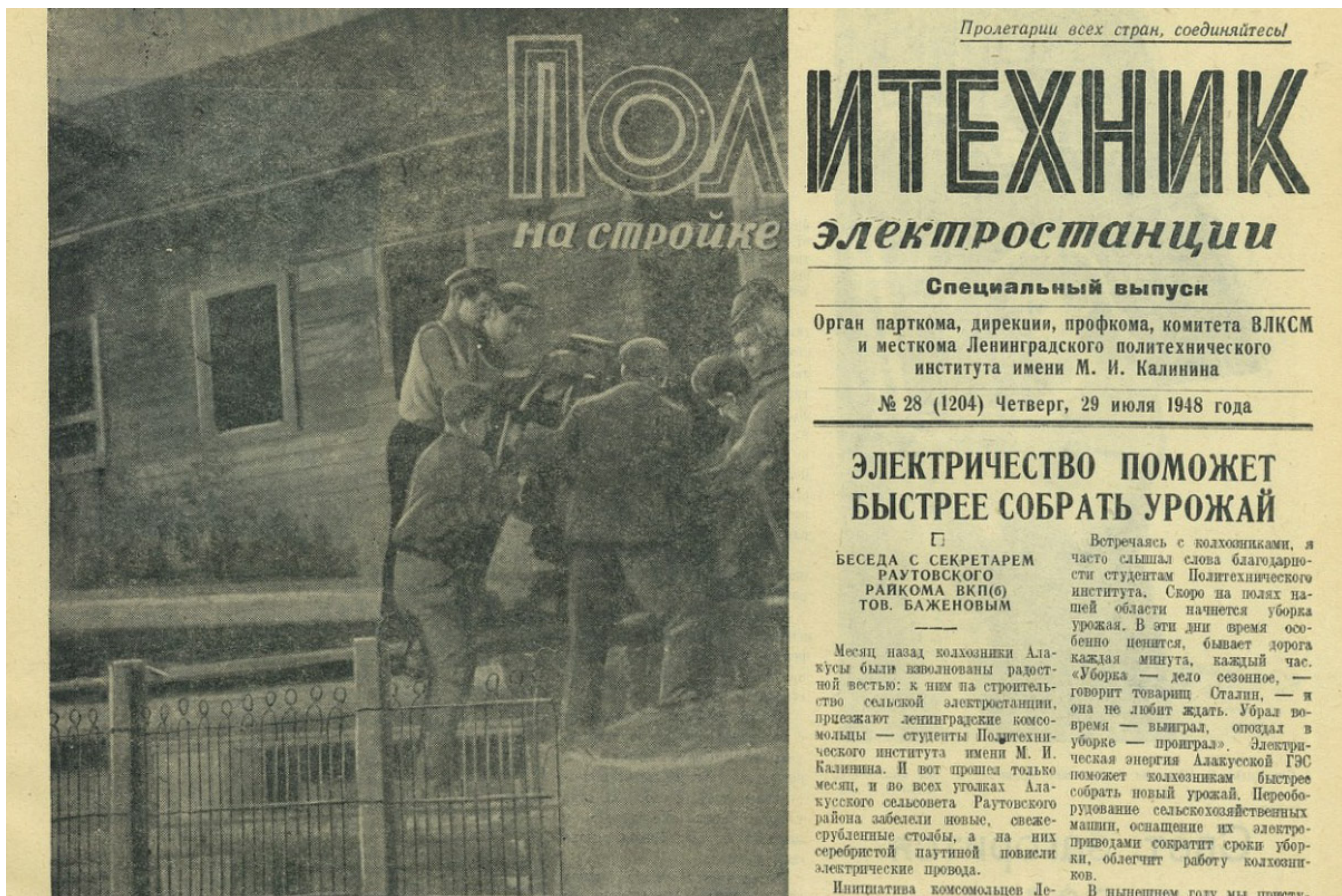 Пролетарии всех стран, соединяйтесь!
ПОЛИТЕХНИК
на стройке электростанции
Специальный выпуск
Орган парткома, дирекции, профкома, комитета ВЛКСМ
и месткома Ленинградского политехнического
института имени М. И. Калинина
№ 28 (1204) Четверг, 29 июля 1948 года
ЭЛЕКТРИЧЕСТВО ПОМОЖЕТ
БЫСТРЕЕ СОБРАТЬ УРОЖАЙ
БЕСЕДА С СЕКРЕТАРЕМ
РАУТОВСКОГО
РАЙКОМА ВКП(б)
ТОВ. БАЖЕНОВЫМ
Месяц назад колхозники Ала-
кусы были взволнованы радост-
ной вестью: к ним на строитель-
ство сельской электростанции,
приезжают ленинградские комсо-
мольцы — студенты Политехни-
ческого института имени М. И.
Калинина. И вот прошел только
месяц, и во всех уголках Ала-
кусского сельсовета Раутовского
района забелели новые, свеже-
срубленные столбы, а на них
серебристой паутиной повисли
электрические провода.
Инициатива комсомольцев Ле-
Встречаясь с колхозниками, я
часто слышал слова благодарно-
сти студентам Политехнического
института. Скоро на полях на-
шей области начнется уборка
урожая. В эти дни время осо-
бенно ценится, бывает дорога
каждая минута, каждый час.
«Уборка — дело сезонное, —
говорит товарищ Сталин, — и
она не любит ждать. Убрал во-
время — выиграл, опоздал в
уборке — проиграл». Электри-
ческая энергия Алакусской ГЭС
поможет колхозникам быстрее
собрать новый урожай. Переобо-
рудование сельскохозяйственных
машин, оснащение их электро-
приводами сократит сроки убор-
ки, облегчит работу колхозни-
ков.
В нынешнем году мы присту-